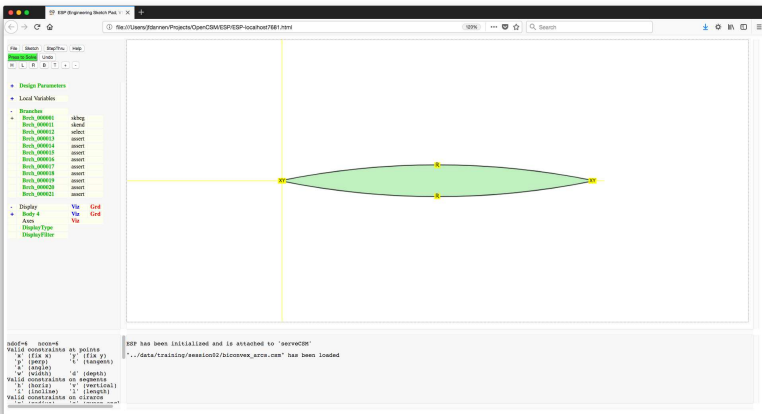 ESP (Engineering Sketch Pad)
file:///Users/jfdannen/Projects/OpenCSM/ESP/ESP-localhost7681.html
120%
Search
File Sketch StepThru Help
Press to Solve Undo
H L R B T + -
+ Design Parameters
+ Local Variables
- Branches
+ Brch_000001 skbeg
Brch_000011 skend
Brch_000012 select
Brch_000013 assert
Brch_000014 assert
Brch_000015 assert
Brch_000016 assert
Brch_000017 assert
Brch_000018 assert
Brch_000019 assert
Brch_000020 assert
Brch_000021 assert
- Display Viz Grd
+ Body 4 Viz Grd
Axes Viz
DisplayType
DisplayFilter
R
XY
XY
R
ndof=6 ncon=6
Valid constraints at points
'x' (fix x) 'y' (fix y)
'p' (perp) 't' (tangent)
'a' (angle)
'w' (width) 'd' (depth)
Valid constraints on segments
'h' (horiz) 'v' (vertical)
'i' (incline) 'l' (length)
Valid constraints on cirarcs
ESP has been initialized and is attached to 'serveCSM'
"../data/training/session02/biconvex_arcs.csm" has been loaded